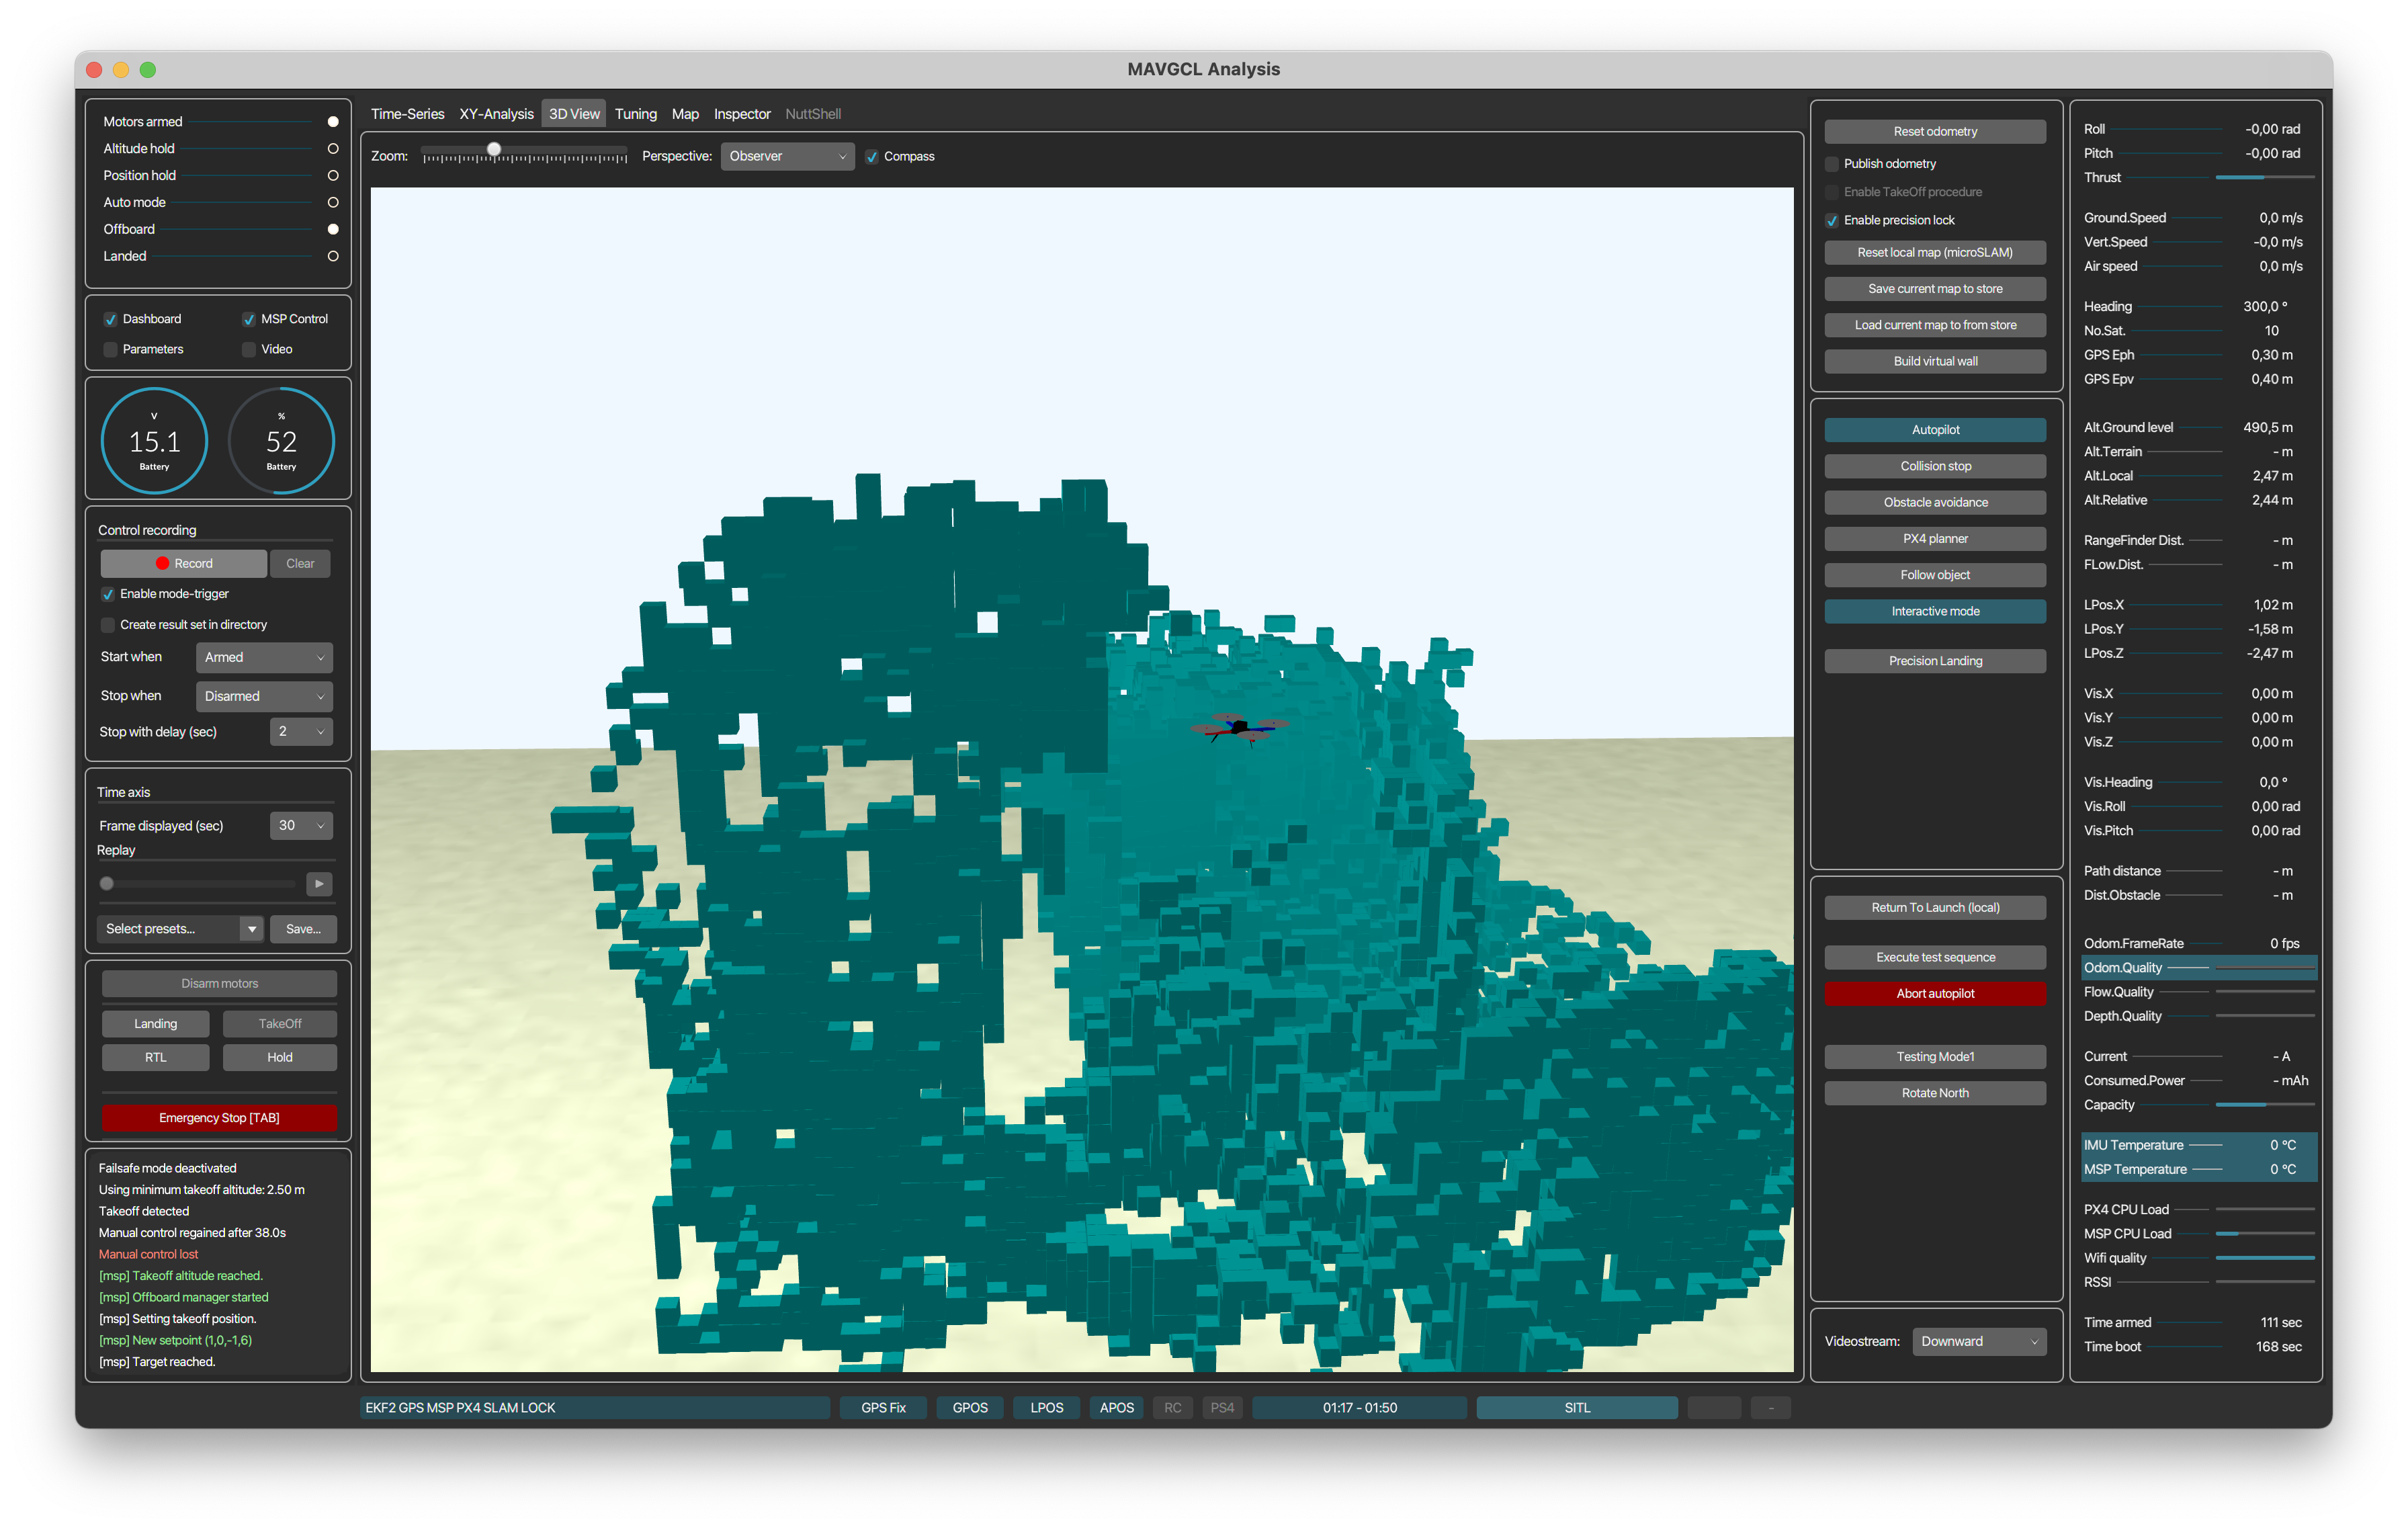 MAVGCL Analysis
Motors armed
Altitude hold
Position hold
Auto mode
Offboard
Landed
Dashboard
MSP Control
Parameters
Video
V
15.1
Battery
%
52
Battery
Control recording
Record
Clear
Enable mode-trigger
Create result set in directory
Start when
Armed
Stop when
Disarmed
Stop with delay (sec)
2
Time axis
Frame displayed (sec)
30
Replay
Select presets...
Save...
Disarm motors
Landing
TakeOff
RTL
Hold
Emergency Stop [TAB]
Failsafe mode deactivated
Using minimum takeoff altitude: 2.50 m
Takeoff detected
Manual control regained after 38.0s
Manual control lost
[msp] Takeoff altitude reached.
[msp] Offboard manager started
[msp] Setting takeoff position.
[msp] New setpoint (1,0,-1,6)
[msp] Target reached.
Time-Series XY-Analysis 3D View Tuning Map Inspector NuttShell
Zoom:
Perspective:
Observer
Compass
Reset odometry
Publish odometry
Enable TakeOff procedure
Enable precision lock
Reset local map (microSLAM)
Save current map to store
Load current map to from store
Build virtual wall
Autopilot
Collision stop
Obstacle avoidance
PX4 planner
Follow object
Interactive mode
Precision Landing
Return To Launch (local)
Execute test sequence
Abort autopilot
Testing Mode1
Rotate North
Videostream:
Downward
Roll -0,00 rad
Pitch -0,00 rad
Thrust
Ground.Speed 0,0 m/s
Vert.Speed -0,0 m/s
Air speed 0,0 m/s
Heading 300,0 °
No.Sat. 10
GPS Eph 0,30 m
GPS Epv 0,40 m
Alt.Ground level 490,5 m
Alt.Terrain - m
Alt.Local 2,47 m
Alt.Relative 2,44 m
RangeFinder Dist. - m
FLow.Dist. - m
LPos.X 1,02 m
LPos.Y -1,58 m
LPos.Z -2,47 m
Vis.X 0,00 m
Vis.Y 0,00 m
Vis.Z 0,00 m
Vis.Heading 0,0 °
Vis.Roll 0,00 rad
Vis.Pitch 0,00 rad
Path distance - m
Dist.Obstacle - m
Odom.FrameRate 0 fps
Odom.Quality
Flow.Quality
Depth.Quality
Current - A
Consumed.Power - mAh
Capacity
IMU Temperature 0 °C
MSP Temperature 0 °C
PX4 CPU Load
MSP CPU Load
Wifi quality
RSSI
Time armed 111 sec
Time boot 168 sec
EKF2 GPS MSP PX4 SLAM LOCK
GPS Fix
GPOS
LPOS
APOS
RC
PS4
01:17 - 01:50
SITL
-